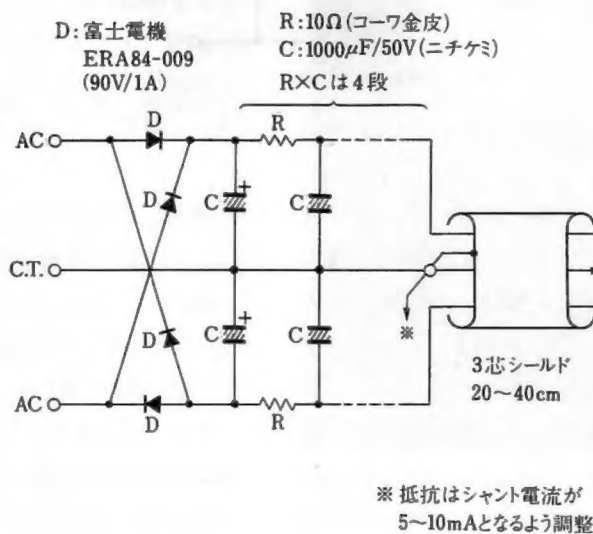 D:富士電機
ERA84-009
(90V/1A)
R:10Ω(コーワ金皮)
C:1000μF/50V(ニチケミ)
R×Cは4段
D
R
AC
D
C
+
C
C.T.
D
C
+
C
※
AC
D
R
3芯シールド
20〜40cm
※ 抵抗はシャント電流が
5〜10mAとなるよう調整